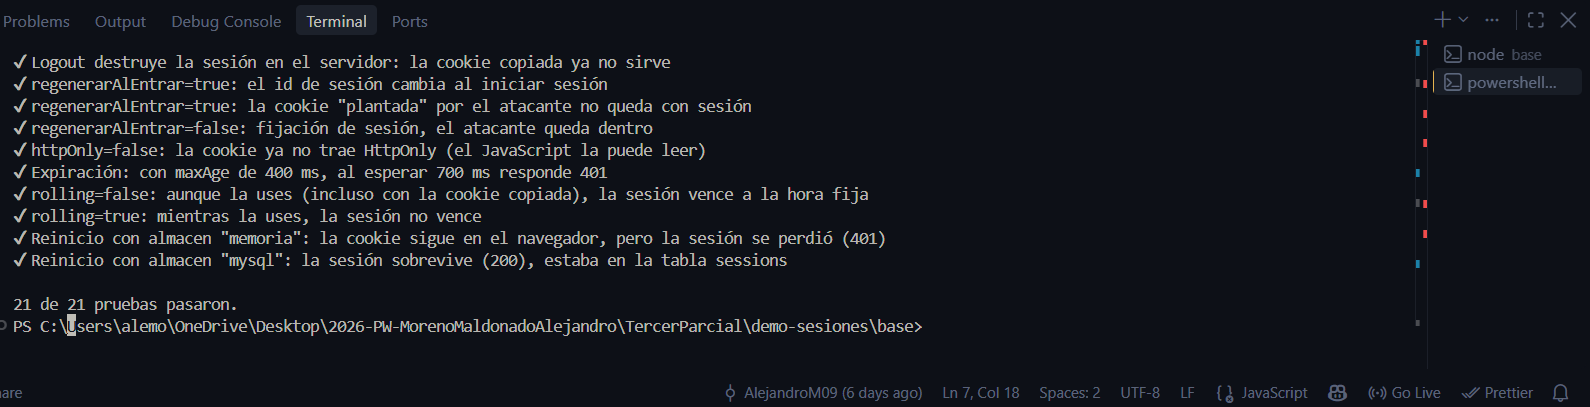 Problems Output Debug Console Terminal Ports
✓ Logout destruye la sesión en el servidor: la cookie copiada ya no sirve
node base
✓ regenerarAlEntrar=true: el id de sesión cambia al iniciar sesión
powershell...
✓ regenerarAlEntrar=true: la cookie "plantada" por el atacante no queda con sesión
✓ regenerarAlEntrar=false: fijación de sesión, el atacante queda dentro
✓ httpOnly=false: la cookie ya no trae HttpOnly (el JavaScript la puede leer)
✓ Expiración: con maxAge de 400 ms, al esperar 700 ms responde 401
✓ rolling=false: aunque la uses (incluso con la cookie copiada), la sesión vence a la hora fija
✓ rolling=true: mientras la uses, la sesión no vence
✓ Reinicio con almacen "memoria": la cookie sigue en el navegador, pero la sesión se perdió (401)
✓ Reinicio con almacen "mysql": la sesión sobrevive (200), estaba en la tabla sessions
21 de 21 pruebas pasaron.
PS C:\Users\alemo\OneDrive\Desktop\2026-PW-MorenoMaldonadoAlejandro\TercerParcial\demo-sesiones\base>
are AlejandroM09 (6 days ago) Ln 7, Col 18 Spaces: 2 UTF-8 LF JavaScript Go Live Prettier